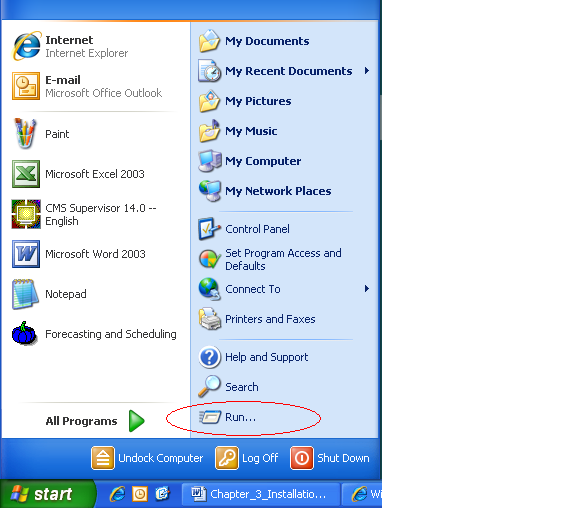 Internet
Internet Explorer
E-mail
Microsoft Office Outlook
Paint
Microsoft Excel 2003
CMS Supervisor 14.0 --
English
Microsoft Word 2003
Notepad
Forecasting and Scheduling
All Programs
My Documents
My Recent Documents
My Pictures
My Music
My Computer
My Network Places
Control Panel
Set Program Access and
Defaults
Connect To
Printers and Faxes
Help and Support
Search
Run...
Undock Computer
Log Off
Shut Down
start
Chapter_3_Installatio...
Wi